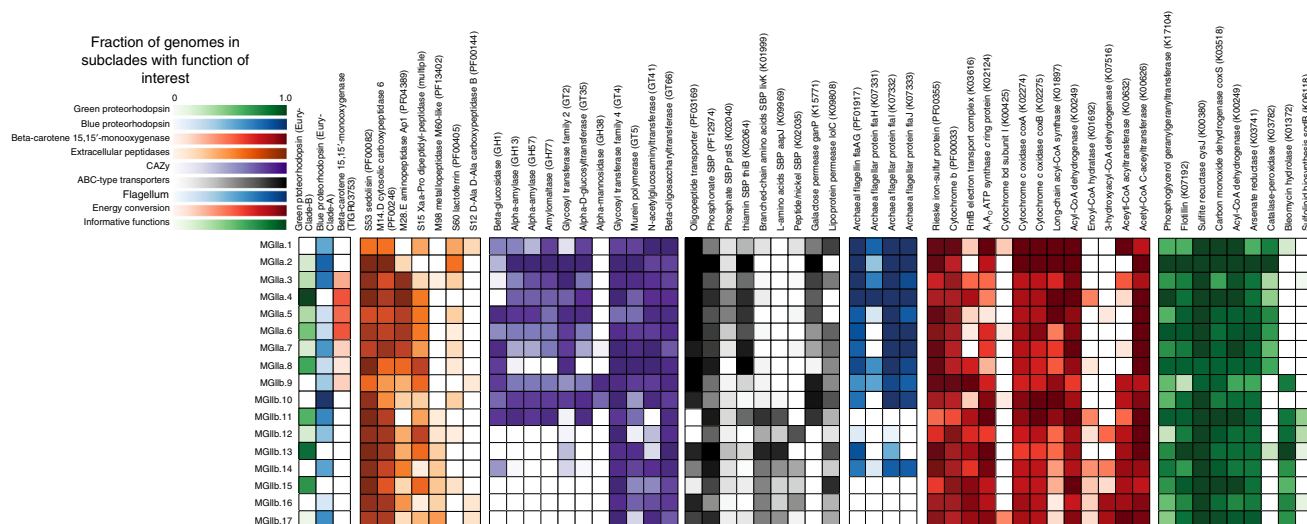 Fraction of genomes in
subclades with function of
interest
0 1.0
Green proteorhodopsin
Blue proteorhodopsin
Beta-carotene 15,15′-monooxygenase
Extracellular peptidases
CAZy
ABC-type transporters
Flagellum
Energy conversion
Informative functions
Green proteorhodopsin (Eury-
Clade-B)
Blue proteorhodopsin (Eury-
Clade-A)
Beta-carotene 15,15′-monooxygenase
(TIGR03753)
S53 sedolisin (PF00082)
M14 D cytosolic carboxypeptidase 6
(PF00246)
M28.E aminopeptidase Ap1 (PF04389)
S15 Xaa-Pro dipeptidyl-peptidase (multiple)
M98 metallopeptidase MtG-like (PF13402)
S60 lactoferrin (PF00405)
S12 D-Ala-D-Ala carboxypeptidase B (PF00144)
Beta-glucosidase (GH1)
Alpha-amylase (GH13)
Alpha-amylase (GH57)
Amylomaltase (GH77)
Glycosyl transferase family 2 (GT2)
Alpha-D-glucosyltransferase (GT35)
Alpha-mannosidase (GH38)
Glycosyl transferase family 4 (GT4)
Murein polymerase (GT5)
N-acetylglucosaminyltransferase (GT41)
Beta-oligosaccharyltransferase (GT66)
Oligopeptide transporter (PF03169)
Phosphonate SBP (PF12974)
Phosphate SBP pstS (K02040)
thiamin SBP thiB (K02064)
Branched-chain amino acids SBP livK (K01999)
L-amino acids SBP aapJ (K09969)
Peptide/nickel SBP (K02035)
Galactos permease ganP (K15771)
Lipoprotein permease lolC (K09808)
Archaeal flagellin flaAG (PF01917)
Archaea flagellar protein flaH (K07331)
Archaea flagellar protein flaI (K07332)
Archaea flagellar protein flaJ (K07333)
Rieske iron-sulfur protein (PF00355)
Cytochrome b (PF00033)
RnfB electron transport complex (K03616)
A₁A₀ ATP synthase c ring protein (K02124)
Cytochrome bd subunit I (K00425)
Cytochrome c oxidase coxA (K02274)
Cytochrome c oxidase coxB (K02275)
Long-chain acyl-CoA synthase (K01897)
Acyl-CoA dehydrogenase (K00249)
Enoyl-CoA hydratase (K01692)
3-hydroxyacyl-CoA dehydrogenase (K07516)
Acetyl-CoA acyltransferase (K00632)
Acetyl-CoA C-aceyltransferase (K00626)
Phosphoglycerol geranylgeranyltransferase (K17104)
Flotillin (K07192)
Sulfite reductase cysJ (K00380)
Carbon monoxide dehydrogenase coxS (K03518)
Acyl-CoA dehydrogenase (K00249)
Arsenate reductase (K03741)
Catalase-peroxidase (K03782)
Bleomycin hydrolase (K01372)
MGIIa.1
MGIIa.2
MGIIa.3
MGIIa.4
MGIIa.5
MGIIa.6
MGIIa.7
MGIIa.8
MGIIb.9
MGIIb.10
MGIIb.11
MGIIb.12
MGIIb.13
MGIIb.14
MGIIb.15
MGIIb.16
MGIIb.17